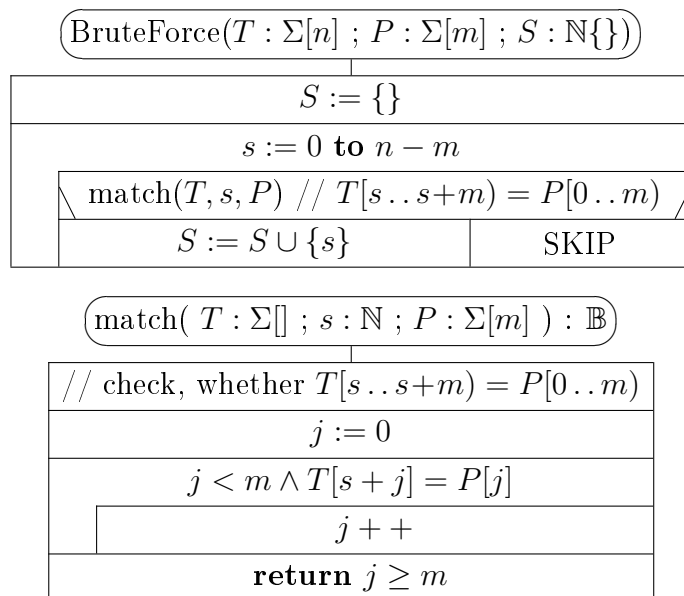 BruteForce(T : Σ[n] ; P : Σ[m] ; S : ℕ{})
S := {}
s := 0 to n − m
match(T, s, P) // T[s . . s+m) = P[0 . . m)
S := S ∪ {s} SKIP
match( T : Σ[] ; s : ℕ ; P : Σ[m] ) : 𝔹
// check, whether T[s . . s+m) = P[0 . . m)
j := 0
j < m ∧ T[s + j] = P[j]
j + +
return j ≥ m